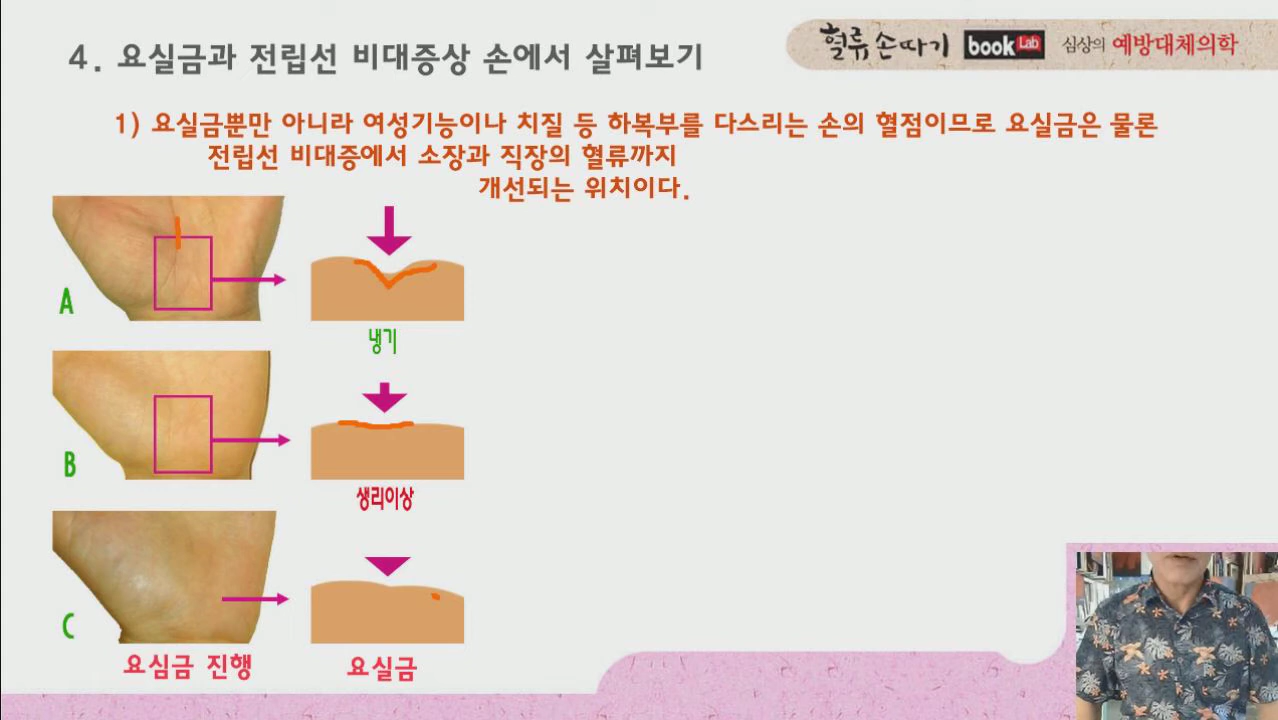 4. 요실금과 전립선 비대증상 손에서 살펴보기
혈류 손따기 book Lab 심상의 예방대체의학
1) 요실금뿐만 아니라 여성기능이나 치질 등 하복부를 다스리는 손의 혈점이므로 요실금은 물론
전립선 비대증에서 소장과 직장의 혈류까지
개선되는 위치이다.
A
냉기
B
생리이상
C
요심금 진행
요실금